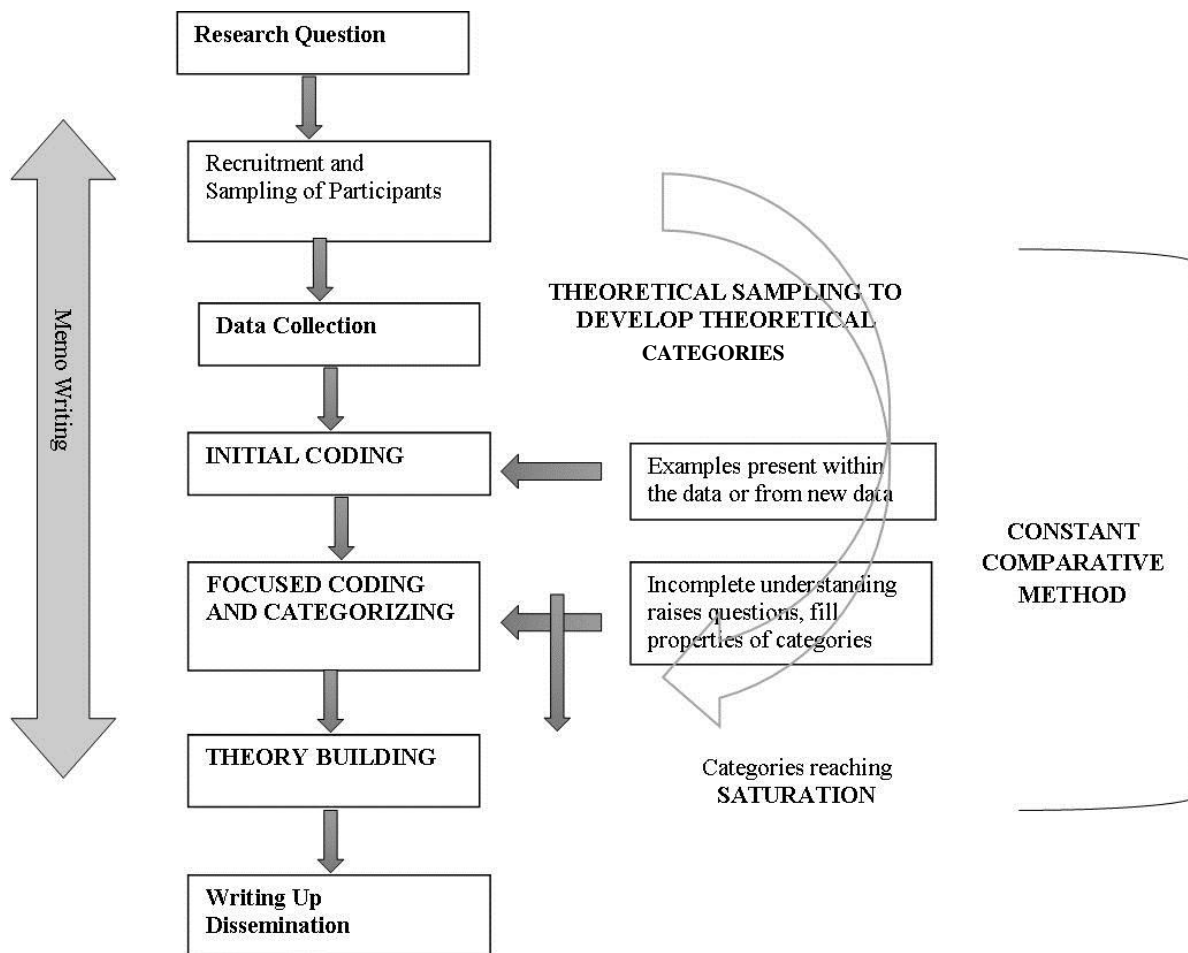 Research Question
Recruitment and
Sampling of Participants
Data Collection
INITIAL CODING
FOCUSED CODING
AND CATEGORIZING
THEORY BUILDING
Writing Up
Dissemination
Memo Writing
THEORETICAL SAMPLING TO
DEVELOP THEORETICAL
CATEGORIES
Examples present within
the data or from new data
Incomplete understanding
raises questions, fill
properties of categories
Categories reaching
SATURATION
CONSTANT
COMPARATIVE
METHOD